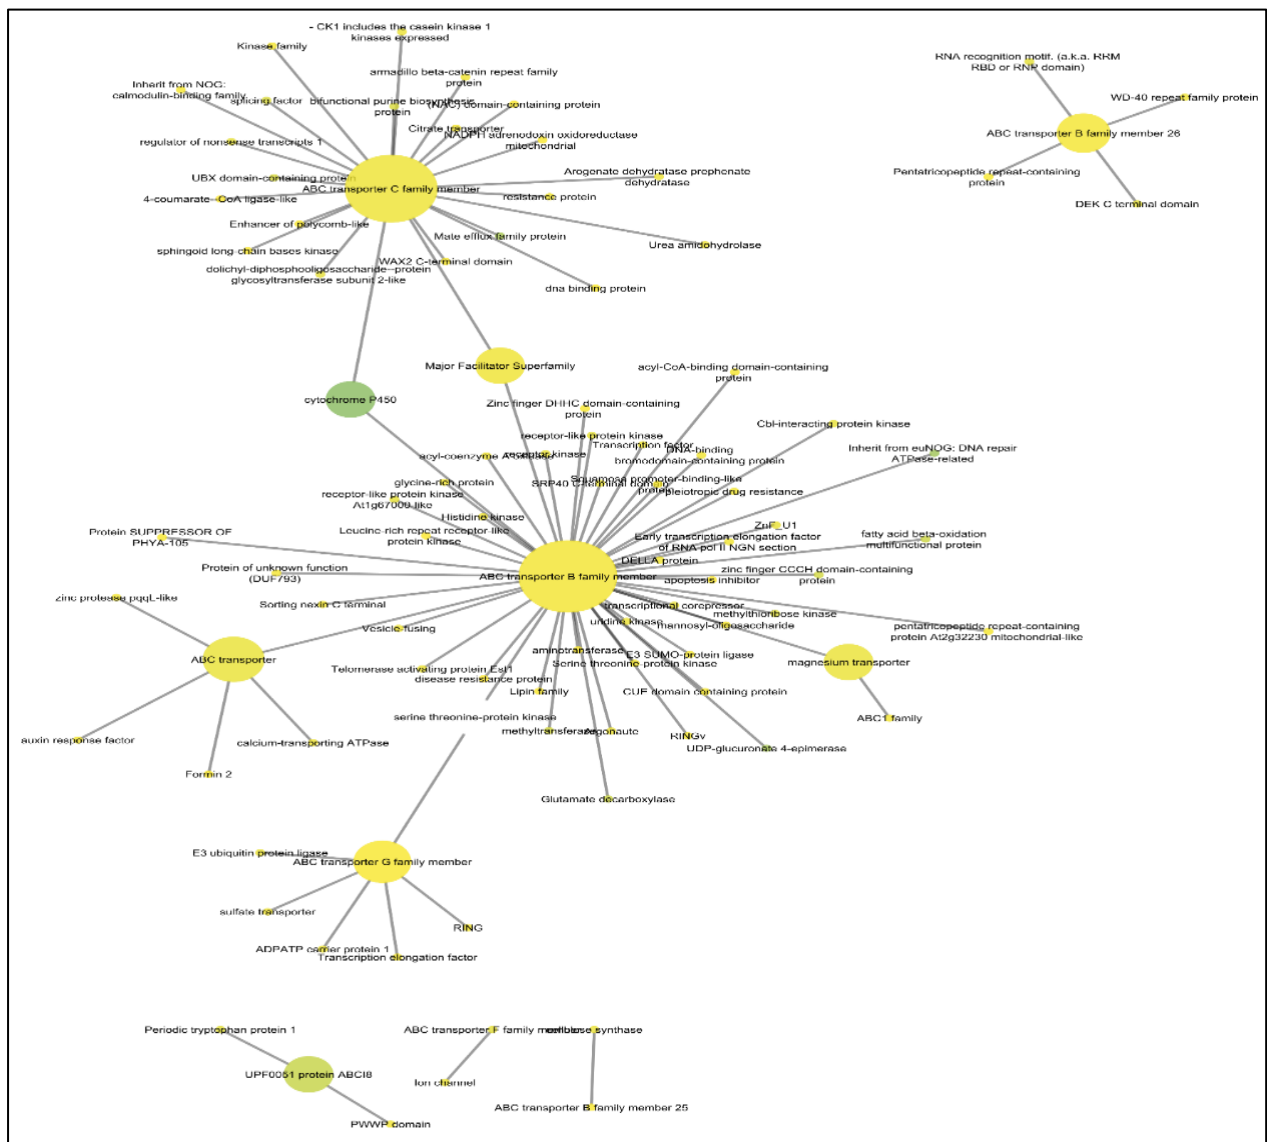 - CK1 includes the casein kinase 1
kinases expressed
Kinase family
RNA recognition motif. (a.k.a. RRM
RBD or RNP domain)
armadillo beta-catenin repeat family
protein
Inherit from NOG:
calmodulin-binding family
splicing factor
bifunctional purine biosynthesis
protein
(NAC) domain-containing protein
WD-40 repeat family protein
Citrate transporter
NADPH adrenodoxin oxidoreductase
mitochondrial
ABC transporter B family member 26
regulator of nonsense transcripts 1
UBX domain-containing protein
Arogenate dehydratase prephenate
dehydratase
Pentatricopeptide repeat-containing
protein
ABC transporter C family member
4-coumarate--CoA ligase-like
resistance protein
DEK C terminal domain
Enhancer of polycomb-like
Mate efflux family protein
Urea amidohydrolase
sphingoid long-chain bases kinase
WAX2 C-terminal domain
dolichyl-diphosphooligosaccharide--protein
glycosyltransferase subunit 2-like
dna binding protein
Major Facilitator Superfamily
acyl-CoA-binding domain-containing
protein
cytochrome P450
Zinc finger DHHC domain-containing
protein
Cbl-interacting protein kinase
receptor-like protein kinase
Transcription factor
DNA-binding
bromodomain-containing protein
Inherit from euNOG: DNA repair
ATPase-related
acyl-coenzyme A
receptor kinase
glycine-rich protein
SRP40 C-terminal domain
Squamosa promoter-binding-like
protein
pleiotropic drug resistance
receptor-like protein kinase
At1g67000-like
Histidine kinase
Leucine-rich repeat receptor-like
protein kinase
ZnF_U1
Early transcription elongation factor
of RNA pol II NGN section
fatty acid beta-oxidation
multifunctional protein
Protein SUPPRESSOR OF
PHYA-105
DELLA protein
Protein of unknown function
(DUF793)
ABC transporter B family member
apoptosis inhibitor
zinc finger CCCH domain-containing
protein
zinc protease pqqL-like
Sorting nexin C terminal
transcriptional corepressor
methylthioribose kinase
Vesicle-fusing
uridine kinase
mannosyl-oligosaccharide
pentatricopeptide repeat-containing
protein At2g32230 mitochondrial-like
ABC transporter
aminotransferase
E3 SUMO-protein ligase
Serine threonine-protein kinase
magnesium transporter
Telomerase activating protein Est1
disease resistance protein
Lipin family
CUE domain containing protein
serine threonine-protein kinase
ABC1 family
methyltransferase
Argonaute
RINGv
auxin response factor
calcium-transporting ATPase
UDP-glucuronate 4-epimerase
Formin 2
Glutamate decarboxylase
E3 ubiquitin protein ligase
ABC transporter G family member
sulfate transporter
RING
ADPATP carrier protein 1
Transcription elongation factor
Periodic tryptophan protein 1
ABC transporter F family member
cellulose synthase
UPF0051 protein ABCI8
Ion channel
ABC transporter B family member 25
PWWP domain